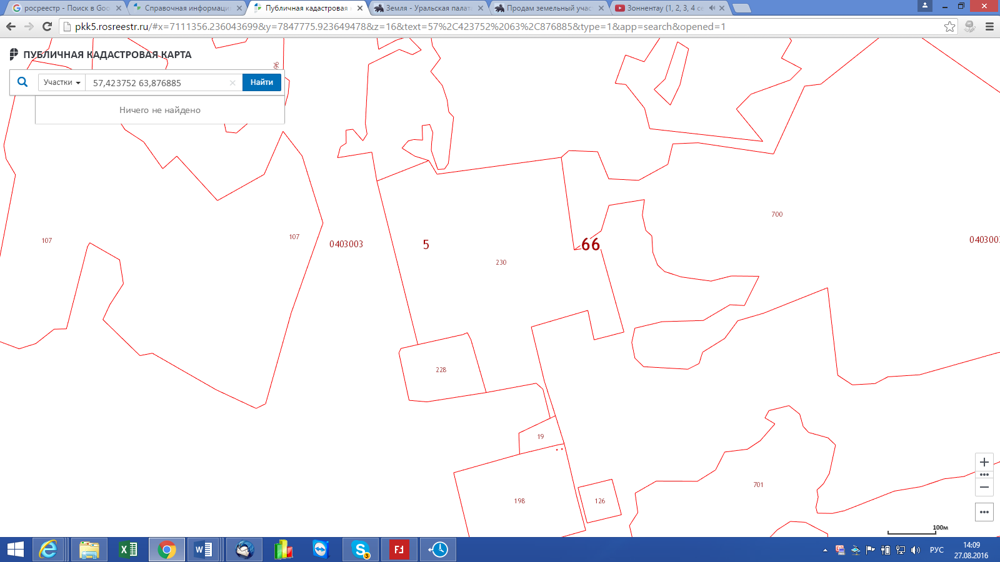 росреестр - Поиск в Goo
Справочная информаци
Публичная кадастровая
Земля - Уральская палат
Продам земельный учас
Зоннентау (1, 2, 3, 4 се
pkk5.rosreestr.ru/#x=7111356.236043699&y=7847775.923649478&z=16&text=57%2C423752%2063%2C876885&type=1&app=search&opened=1
ПУБЛИЧНАЯ КАДАСТРОВАЯ КАРТА
96
Участки
57,423752 63,876885
Найти
Ничего не найдено
700
107
107
0403003
5
66
0403003
230
228
19
701
198
126
100м
РУС
14:09
27.08.2016